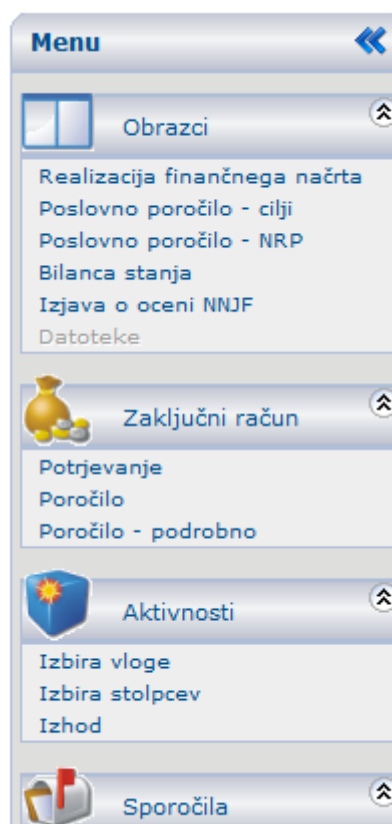 Menu
Obrazci
Realizacija finančnega načrta
Poslovno poročilo - cilji
Poslovno poročilo - NRP
Bilanca stanja
Izjava o oceni NNJF
Datoteke
Zaključni račun
Potrjevanje
Poročilo
Poročilo - podrobno
Aktivnosti
Izbira vloge
Izbira stolpcev
Izhod
Sporočila